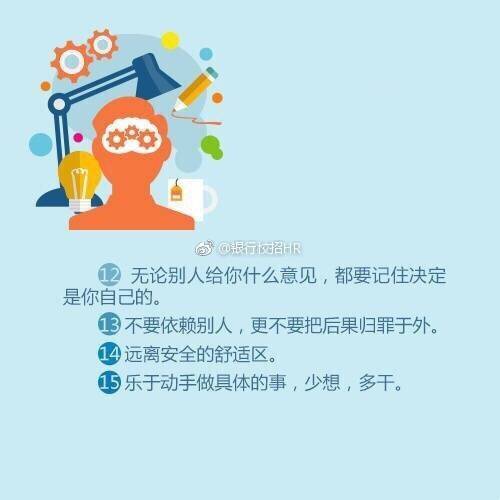 @银行校招HR
12 无论别人给你什么意见，都要记住决定
是你自己的。
13 不要依赖别人，更不要把后果归罪于外。
14 远离安全的舒适区。
15 乐于动手做具体的事，少想，多干。